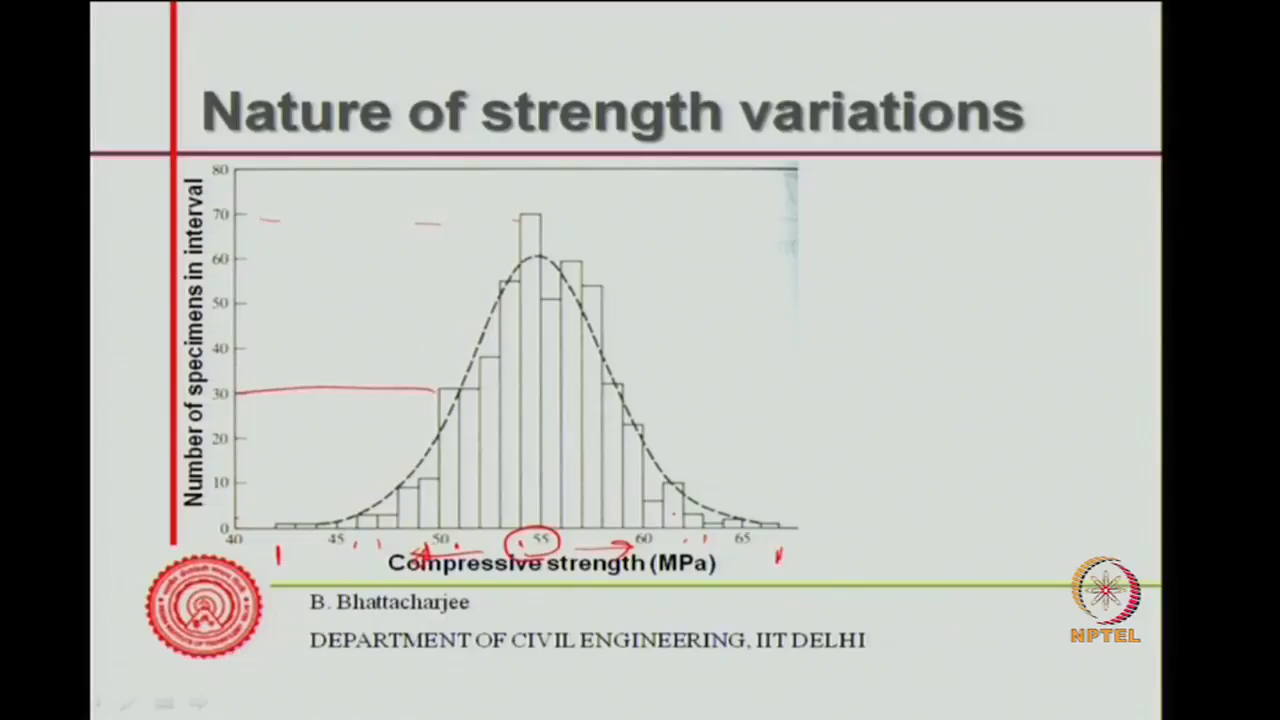 Nature of strength variations
Number of specimens in interval
80
70
60
50
40
30
20
10
0
40 45 50 55 60 65
Compressive strength (MPa)
B. Bhattacharjee
DEPARTMENT OF CIVIL ENGINEERING, IIT DELHI
NPTEL